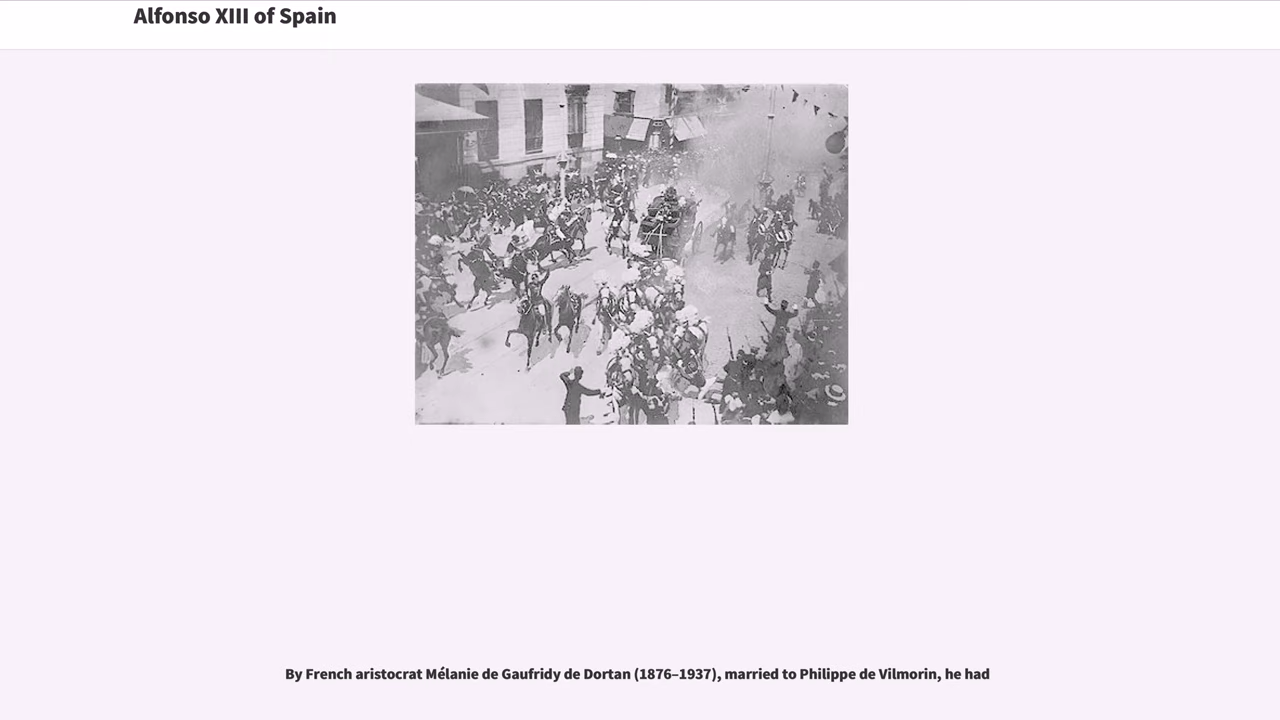 Alfonso XIII of Spain
By French aristocrat Mélanie de Gaufridy de Dortan (1876–1937), married to Philippe de Vilmorin, he had